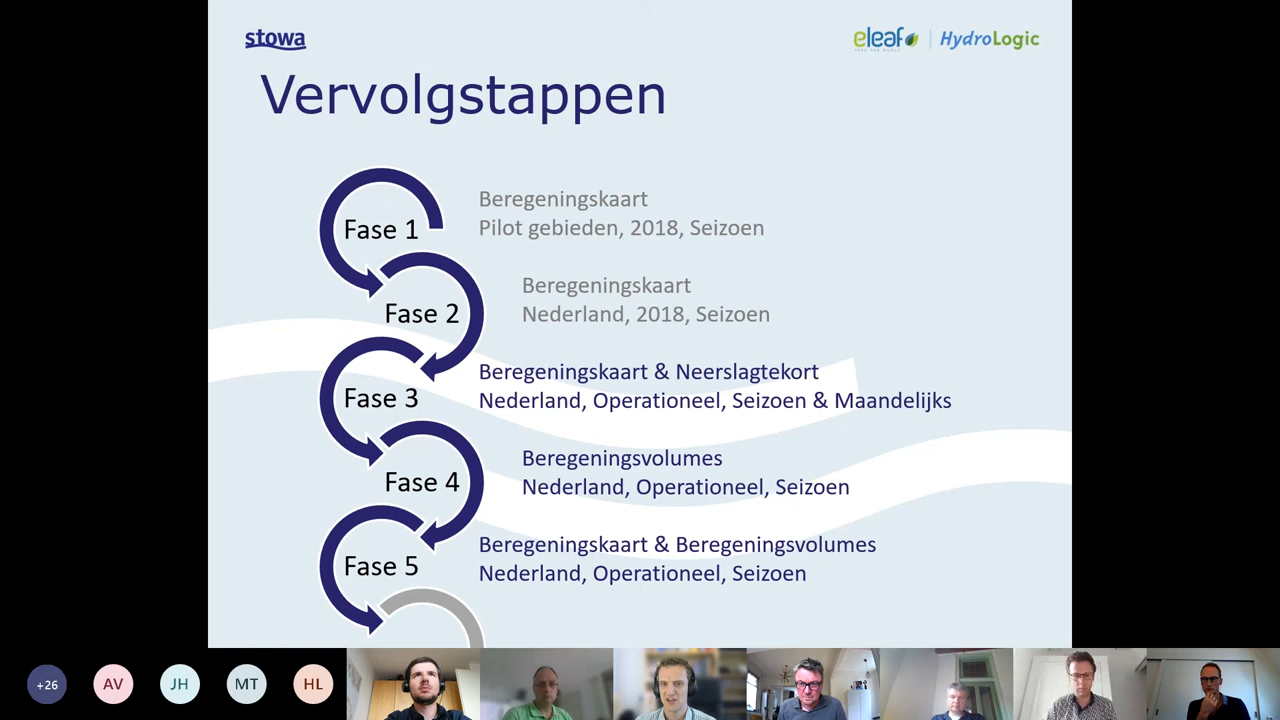 stowa
eleaf
HydroLogic
Vervolgstappen
Fase 1
Beregeningskaart
Pilot gebieden, 2018, Seizoen
Fase 2
Beregeningskaart
Nederland, 2018, Seizoen
Fase 3
Beregeningskaart & Neerslagtekort
Nederland, Operationeel, Seizoen & Maandelijks
Fase 4
Beregeningsvolumes
Nederland, Operationeel, Seizoen
Fase 5
Beregeningskaart & Beregeningsvolumes
Nederland, Operationeel, Seizoen
+26
AV
JH
MT
HL